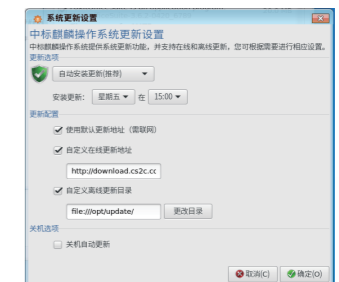 系统更新设置
中标麒麟操作系统更新设置
中标麒麟操作系统提供系统更新功能，并支持在线和离线更新，您可根据需要进行相应设置。
更新选项
自动安装更新(推荐)
安装更新： 星期五 在 15:00
更新配置
使用默认更新地址（需联网）
自定义在线更新地址
http://download.cs2c.cc
自定义离线更新目录
file:///opt/update/ 更改目录
关机选项
关机自动更新
取消(C) 确定(O)